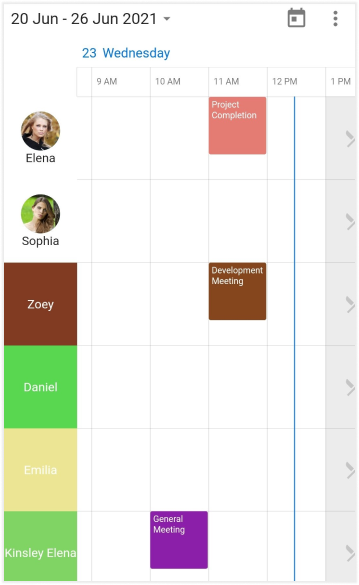 20 Jun - 26 Jun 2021
23 Wednesday
9 AM 10 AM 11 AM 12 PM 1 PM
Project
Completion
Elena
Sophia
Development
Meeting
Zoey
Daniel
Emilia
General
Meeting
Kinsley Elena